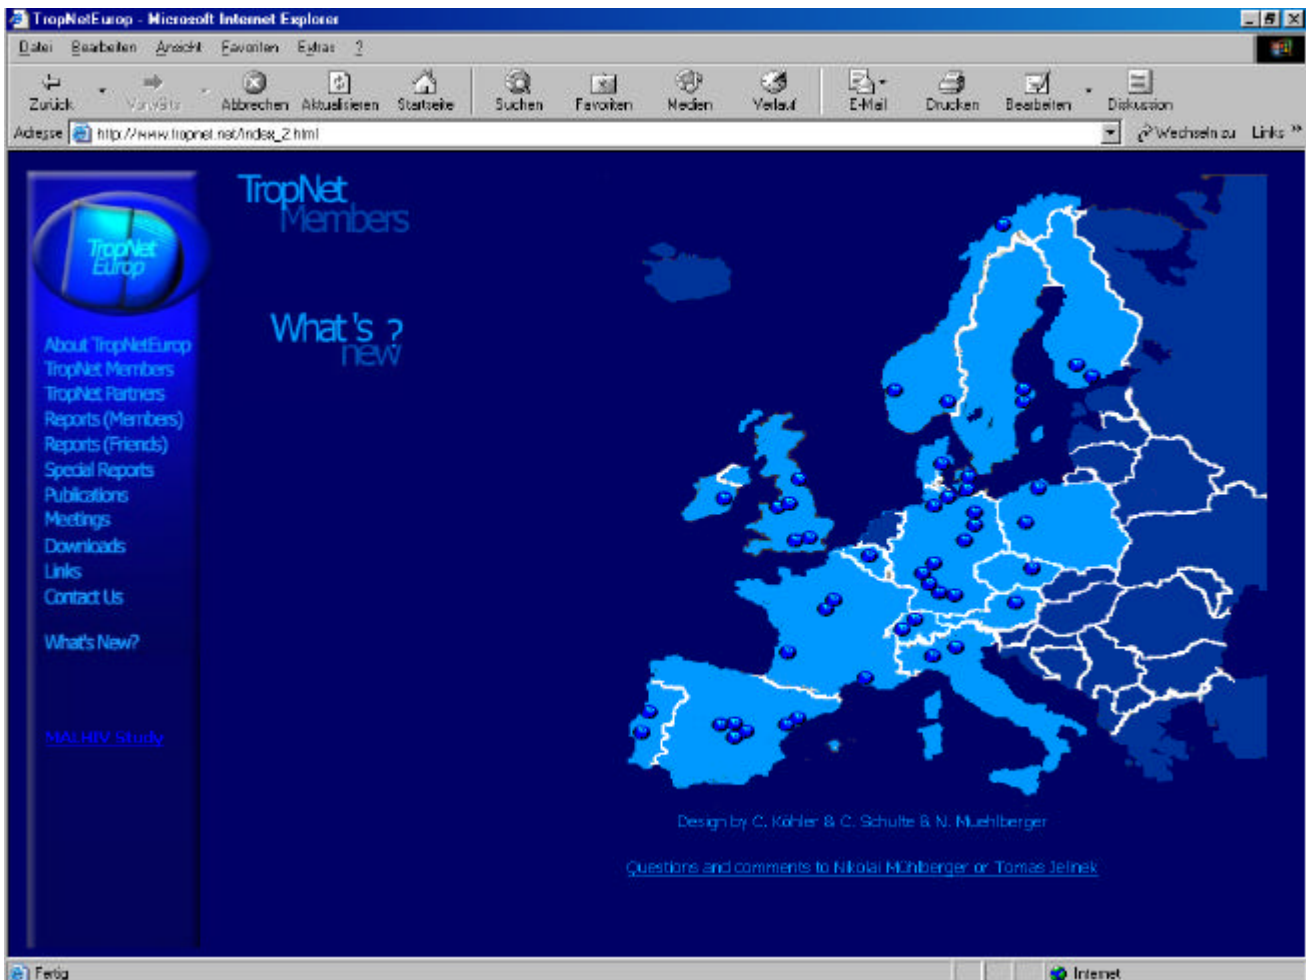 TropNetEurop - Microsoft Internet Explorer
Datei Bearbeiten Ansicht Favoriten Extras ?
Zurück Vorwärts Abbrechen Aktualisieren Startseite Suchen Favoriten Medien Verlauf E-Mail Drucken Bearbeiten Diskussion
Adresse http://www.tropnet.net/index_2.html Wechseln zu Links »
TropNet
Members
TropNet
Europ
What's ?
new
About TropNetEurop
TropNet Members
TropNet Partners
Reports (Members)
Reports (Friends)
Special Reports
Publications
Meetings
Downloads
Links
Contact Us
What's New?
MALHIV Study
Design by C. Köhler & C. Schulte & N. Muehlberger
Questions and comments to Nikolai Mühlberger or Tomas Jelinek
Fertig Internet